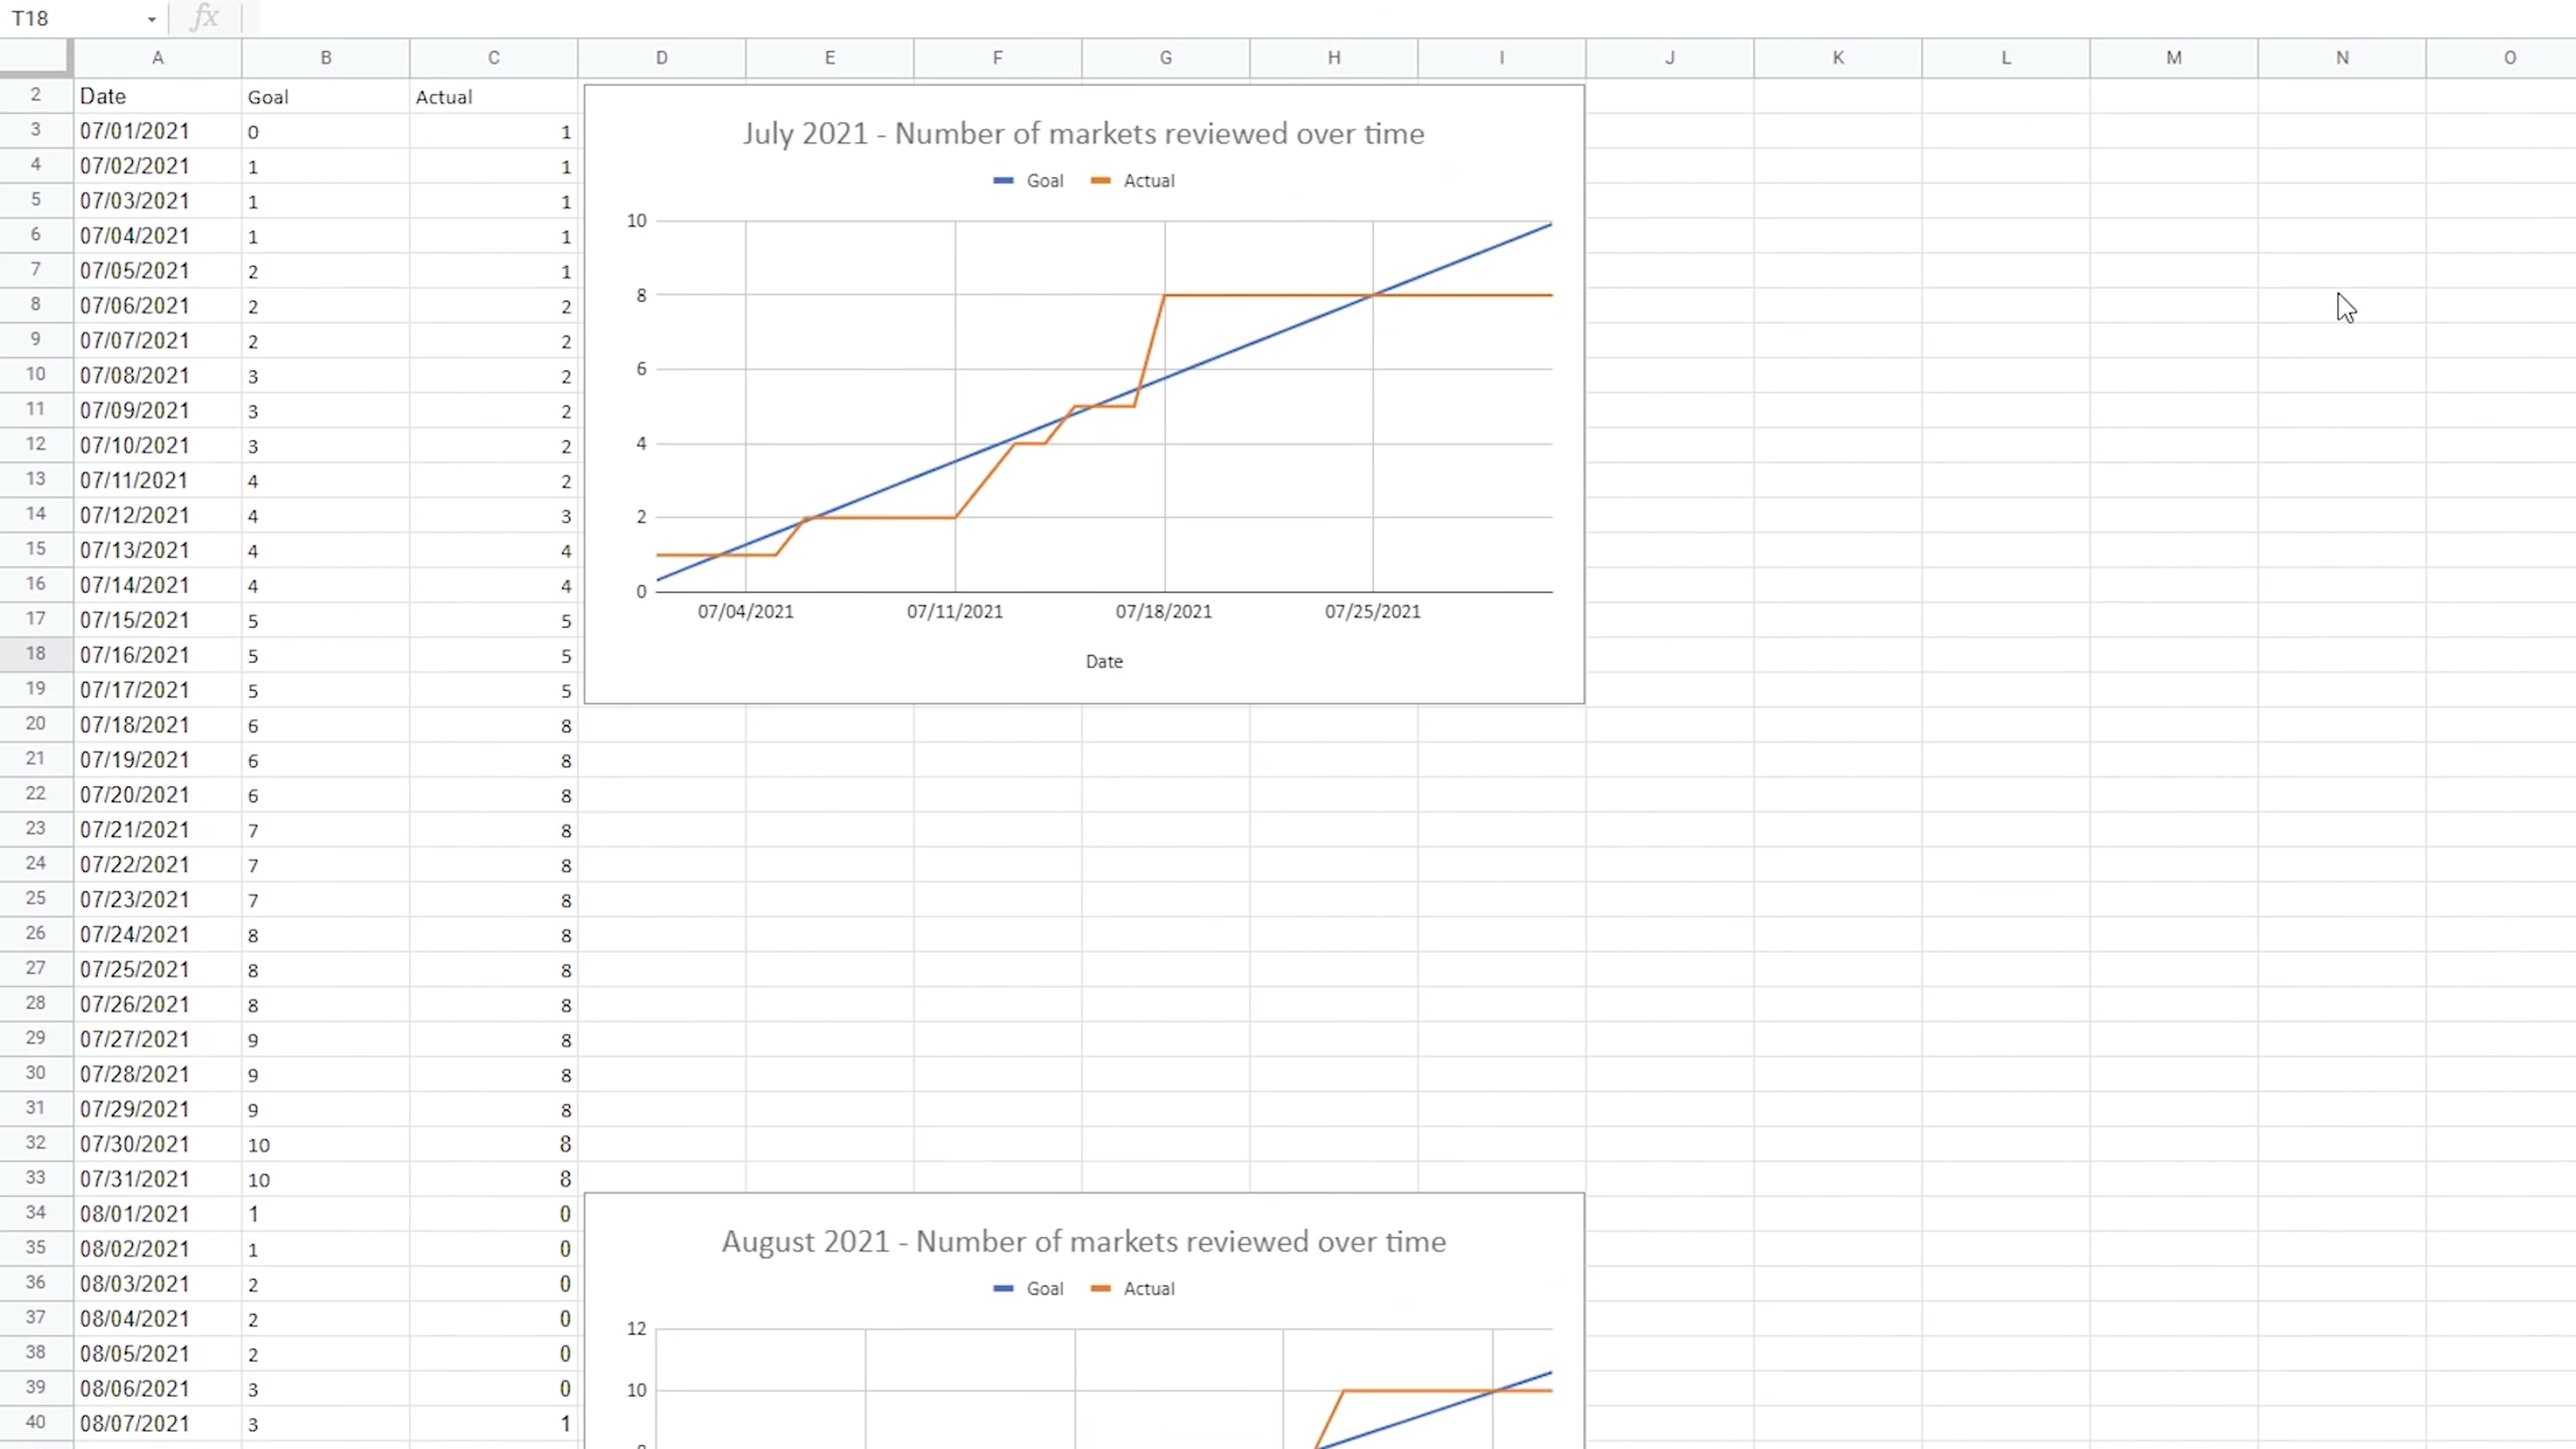 T18 fx
A B C D E F G H I J K L M N O
2 Date Goal Actual
3 07/01/2021 0 1
4 07/02/2021 1 1
5 07/03/2021 1 1
6 07/04/2021 1 1
7 07/05/2021 2 1
8 07/06/2021 2 2
9 07/07/2021 2 2
10 07/08/2021 3 2
11 07/09/2021 3 2
12 07/10/2021 3 2
13 07/11/2021 4 2
14 07/12/2021 4 3
15 07/13/2021 4 4
16 07/14/2021 4 4
17 07/15/2021 5 5
18 07/16/2021 5 5
19 07/17/2021 5 5
20 07/18/2021 6 8
21 07/19/2021 6 8
22 07/20/2021 6 8
23 07/21/2021 7 8
24 07/22/2021 7 8
25 07/23/2021 7 8
26 07/24/2021 8 8
27 07/25/2021 8 8
28 07/26/2021 8 8
29 07/27/2021 9 8
30 07/28/2021 9 8
31 07/29/2021 9 8
32 07/30/2021 10 8
33 07/31/2021 10 8
34 08/01/2021 1 0
35 08/02/2021 1 0
36 08/03/2021 2 0
37 08/04/2021 2 0
38 08/05/2021 2 0
39 08/06/2021 3 0
40 08/07/2021 3 1
July 2021 - Number of markets reviewed over time
Goal Actual
10
8
6
4
2
0
07/04/2021 07/11/2021 07/18/2021 07/25/2021
Date
August 2021 - Number of markets reviewed over time
Goal Actual
12
10